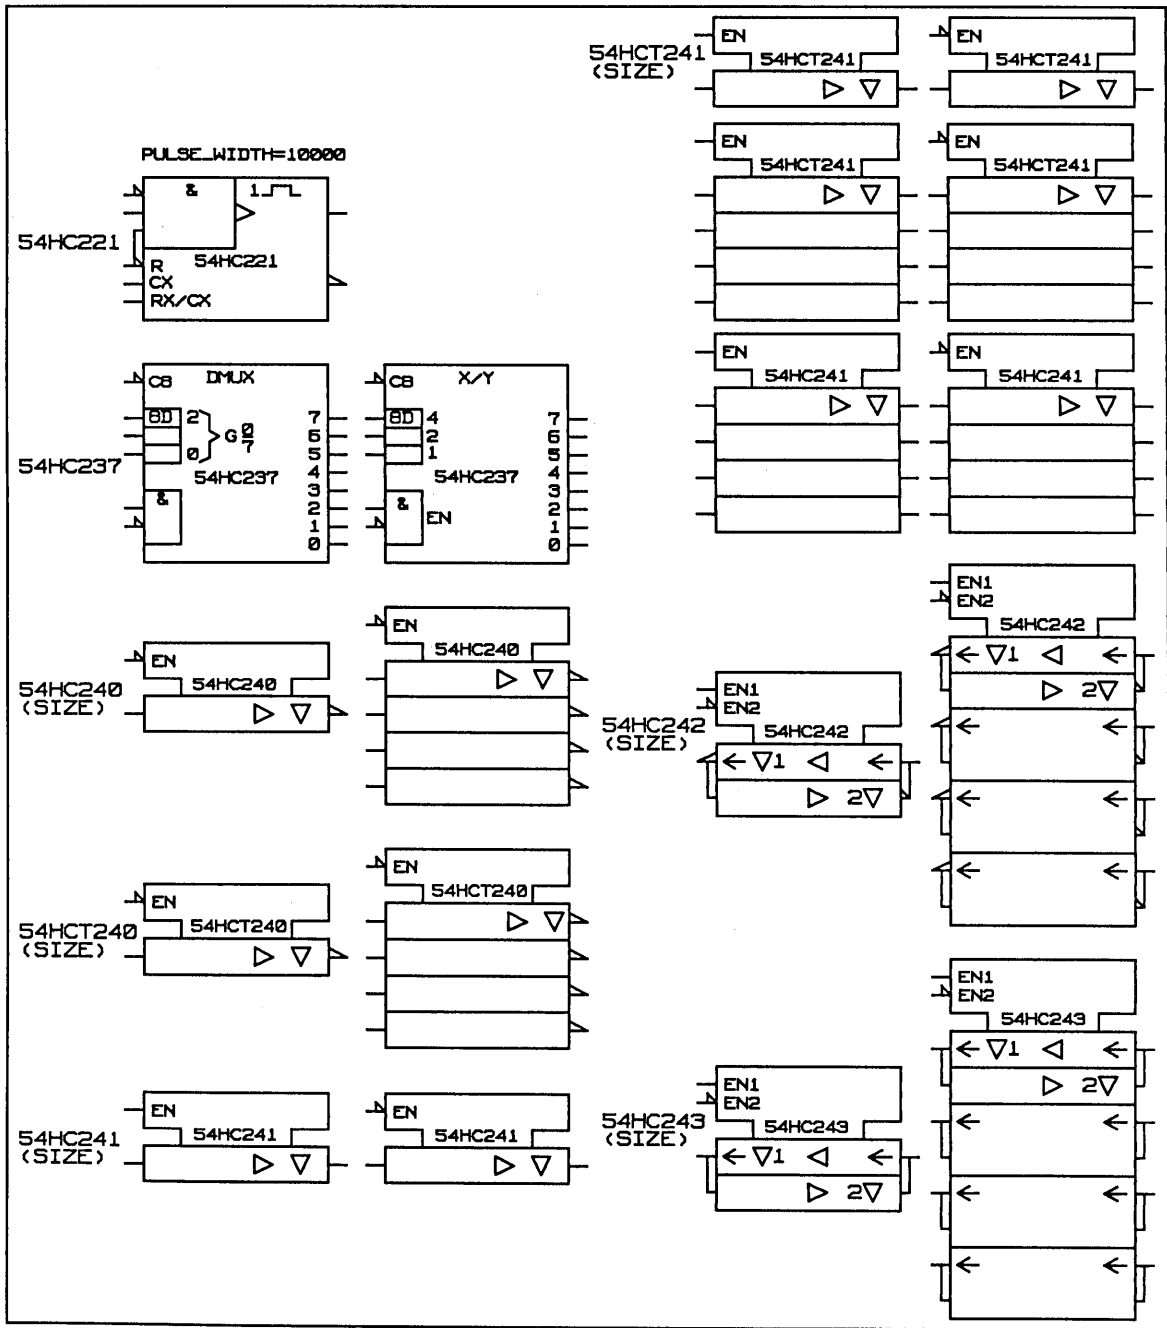 PULSE_WIDTH=10000
54HC221
&
1
54HC221
R
CX
RX/CX
54HC237
C8
DMUX
8D
2
0
G 0/7
54HC237
&
7
6
5
4
3
2
1
0
C8
X/Y
8D
4
2
1
54HC237
&
EN
7
6
5
4
3
2
1
0
54HC240
(SIZE)
EN
54HC240
EN
54HC240
54HCT240
(SIZE)
EN
54HCT240
EN
54HCT240
54HC241
(SIZE)
EN
54HC241
EN
54HC241
54HCT241
(SIZE)
EN
54HCT241
EN
54HCT241
EN
54HCT241
EN
54HCT241
EN
54HC241
EN
54HC241
54HC242
(SIZE)
EN1
EN2
54HC242
1
2
EN1
EN2
54HC242
1
2
54HC243
(SIZE)
EN1
EN2
54HC243
1
2
EN1
EN2
54HC243
1
2